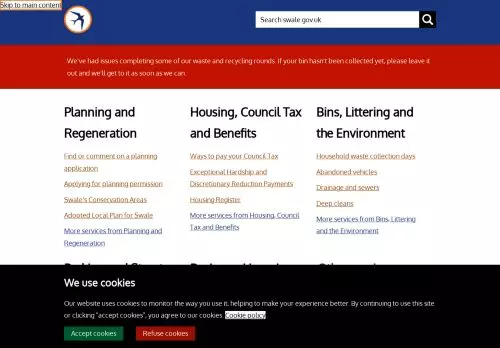 Skip to main content
Search swale.gov.uk
We've had issues completing some of our waste and recycling rounds. If your bin hasn't been collected yet, please leave it
out and we'll get to it as soon as we can.
Planning and
Regeneration
Find or comment on a planning
application
Applying for planning permission
Swale's Conservation Areas
Adopted Local Plan for Swale
More services from Planning and
Regeneration
Housing, Council Tax
and Benefits
Ways to pay your Council Tax
Exceptional Hardship and
Discretionary Reduction Payments
Housing Register
More services from Housing, Council
Tax and Benefits
Bins, Littering and
the Environment
Household waste collection days
Abandoned vehicles
Drainage and sewers
Deep cleans
More services from Bins, Littering
and the Environment
We use cookies
Our website uses cookies to monitor the way you use it, helping to make your experience better. By continuing to use this site
or clicking "accept cookies", you agree to our cookies. Cookie policy
Accept cookies
Refuse cookies